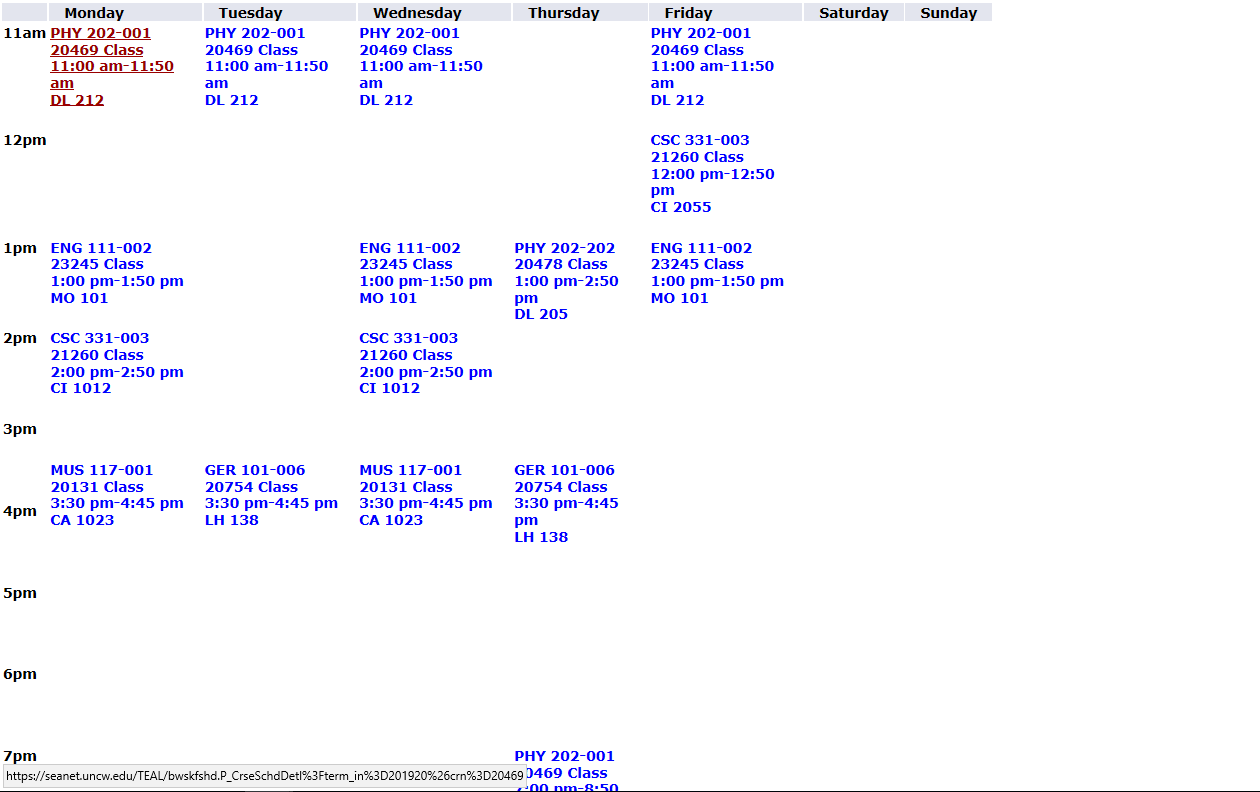 Monday Tuesday Wednesday Thursday Friday Saturday Sunday
11am
PHY 202-001
20469 Class
11:00 am-11:50
am
DL 212
PHY 202-001
20469 Class
11:00 am-11:50
am
DL 212
PHY 202-001
20469 Class
11:00 am-11:50
am
DL 212
PHY 202-001
20469 Class
11:00 am-11:50
am
DL 212
12pm
CSC 331-003
21260 Class
12:00 pm-12:50
pm
CI 2055
1pm
ENG 111-002
23245 Class
1:00 pm-1:50 pm
MO 101
ENG 111-002
23245 Class
1:00 pm-1:50 pm
MO 101
PHY 202-202
20478 Class
1:00 pm-2:50
pm
DL 205
ENG 111-002
23245 Class
1:00 pm-1:50 pm
MO 101
2pm
CSC 331-003
21260 Class
2:00 pm-2:50 pm
CI 1012
CSC 331-003
21260 Class
2:00 pm-2:50 pm
CI 1012
3pm
MUS 117-001
20131 Class
3:30 pm-4:45 pm
CA 1023
GER 101-006
20754 Class
3:30 pm-4:45 pm
LH 138
MUS 117-001
20131 Class
3:30 pm-4:45 pm
CA 1023
GER 101-006
20754 Class
3:30 pm-4:45
pm
LH 138
4pm
5pm
6pm
7pm
PHY 202-001
20469 Class
7:00 pm-8:50
https://seanet.uncw.edu/TEAL/bwskfshd.P_CrseSchdDetl%3Fterm_in%3D201920%26crn%3D20469